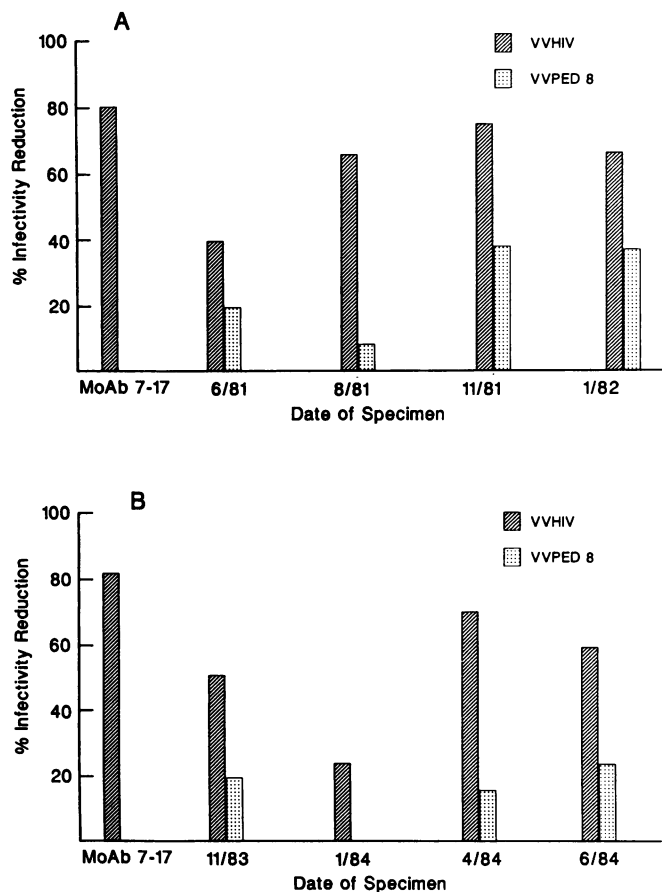 A
100
80
60
40
20
% Infectivity Reduction
VVHIV
VVPED 8
MoAb 7-17 6/81 8/81 11/81 1/82
Date of Specimen
B
100
80
60
40
20
% Infectivity Reduction
VVHIV
VVPED 8
MoAb 7-17 11/83 1/84 4/84 6/84
Date of Specimen